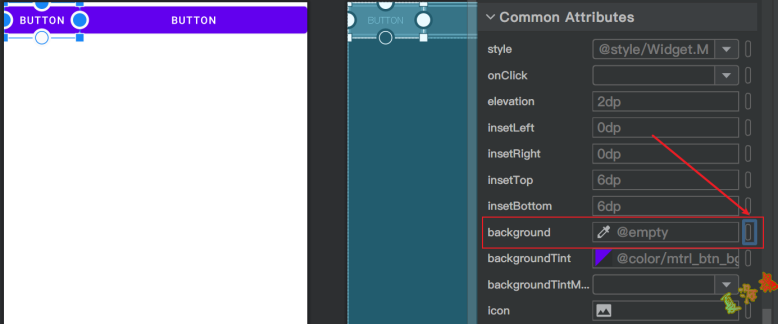 BUTTON
BUTTON
BUTTON
Common Attributes
style
@style/Widget.M
onClick
elevation
2dp
insetLeft
0dp
insetRight
0dp
insetTop
6dp
insetBottom
6dp
background
@empty
backgroundTint
@color/mtrl_btn_bg
backgroundTintM...
icon